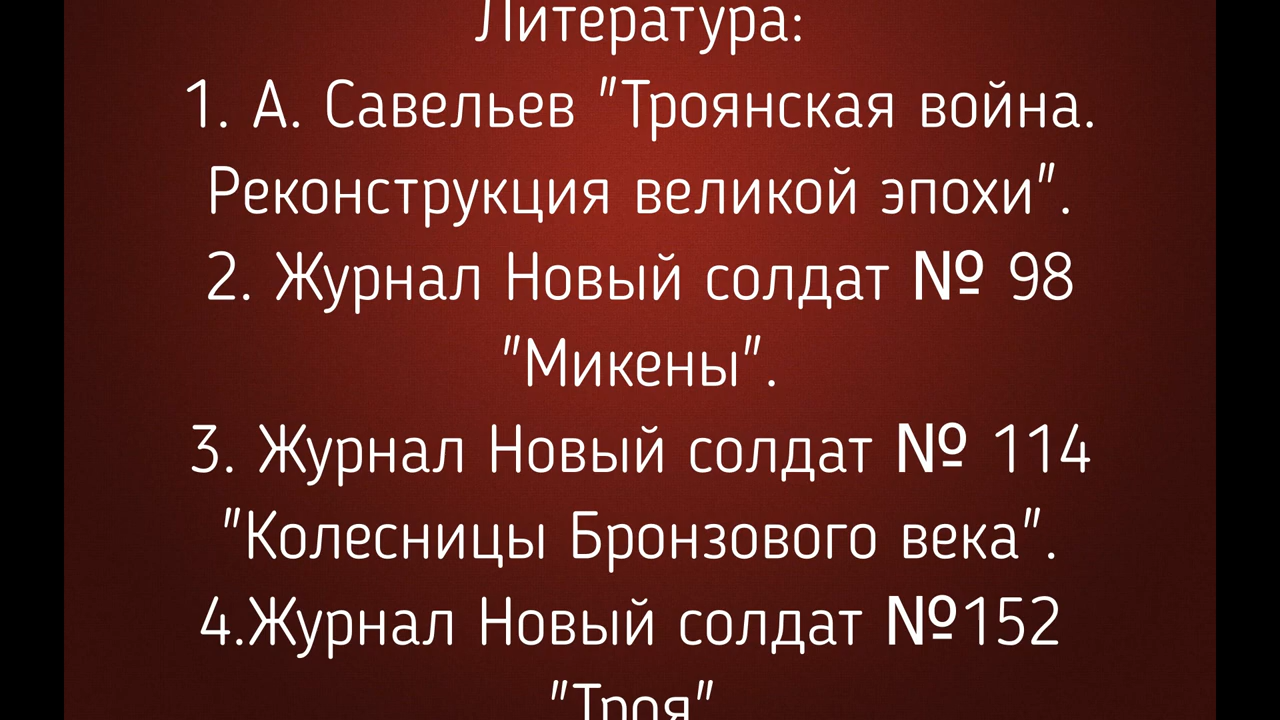 Литература:
1. А. Савельев "Троянская война.
Реконструкция великой эпохи".
2. Журнал Новый солдат № 98
"Микены".
3. Журнал Новый солдат № 114
"Колесницы Бронзового века".
4.Журнал Новый солдат №152
"Троя"